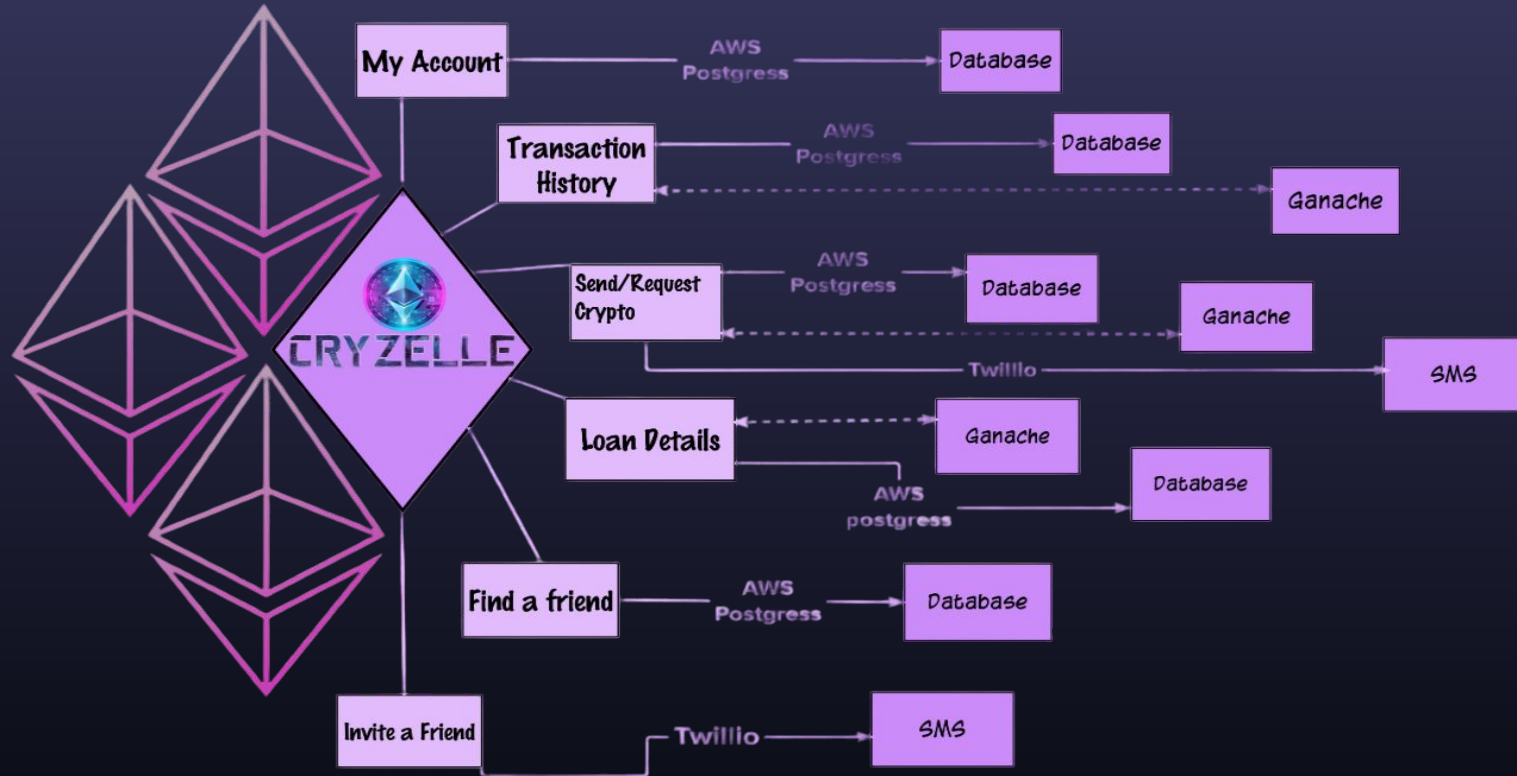 My Account
AWS
Postgress
Database
Transaction
History
AWS
Postgress
Database
Ganache
CRYZELLE
Send/Request
Crypto
AWS
Postgress
Database
Ganache
Twillio
SMS
Loan Details
Ganache
AWS
postgress
Database
Find a friend
AWS
Postgress
Database
Invite a Friend
Twillio
SMS